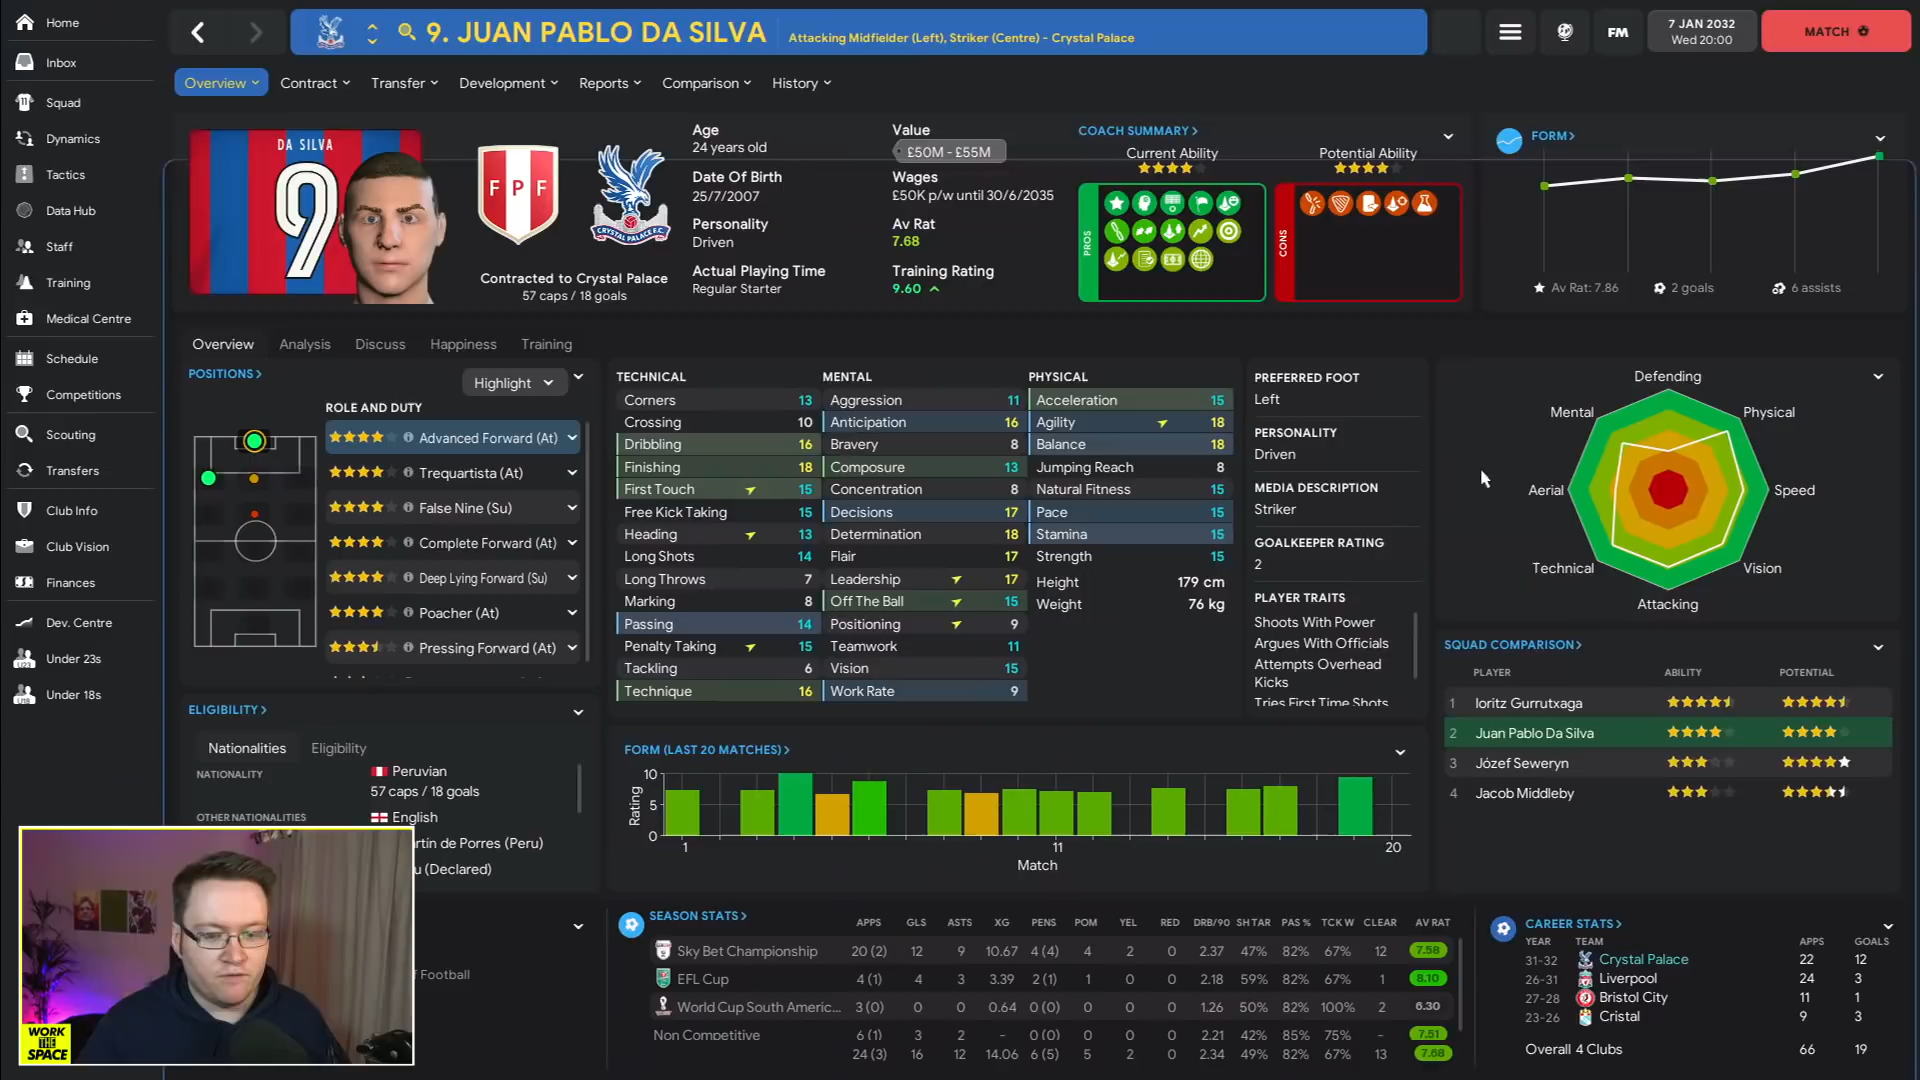 Home
Inbox
Squad
Dynamics
Tactics
Data Hub
Staff
Training
Medical Centre
Schedule
Competitions
Scouting
Transfers
Club Info
Club Vision
Finances
Dev. Centre
Under 23s
Under 18s
9. JUAN PABLO DA SILVA
Attacking Midfielder (Left), Striker (Centre) - Crystal Palace
FM
7 JAN 2032
Wed 20:00
MATCH
Overview Contract Transfer Development Reports Comparison History
DA SILVA
9
FPF
CRYSTAL PALACE F.C.
Contracted to Crystal Palace
57 caps / 18 goals
Age
24 years old
Date Of Birth
25/7/2007
Personality
Driven
Actual Playing Time
Regular Starter
Value
£50M - £55M
Wages
£50K p/w until 30/6/2035
Av Rat
7.68
Training Rating
9.60
COACH SUMMARY>
Current Ability
Potential Ability
PROS
CONS
FORM>
Av Rat: 7.86 2 goals 6 assists
Overview Analysis Discuss Happiness Training
POSITIONS>
Highlight
ROLE AND DUTY
Advanced Forward (At)
Trequartista (At)
False Nine (Su)
Complete Forward (At)
Deep Lying Forward (Su)
Poacher (At)
Pressing Forward (At)
TECHNICAL
Corners 13
Crossing 10
Dribbling 16
Finishing 18
First Touch 15
Free Kick Taking 15
Heading 13
Long Shots 14
Long Throws 7
Marking 8
Passing 14
Penalty Taking 15
Tackling 6
Technique 16
MENTAL
Aggression 11
Anticipation 16
Bravery 8
Composure 13
Concentration 8
Decisions 17
Determination 18
Flair 17
Leadership 17
Off The Ball 15
Positioning 9
Teamwork 11
Vision 15
Work Rate 9
PHYSICAL
Acceleration 15
Agility 18
Balance 18
Jumping Reach 8
Natural Fitness 15
Pace 15
Stamina 15
Strength 15
Height 179 cm
Weight 76 kg
PREFERRED FOOT
Left
PERSONALITY
Driven
MEDIA DESCRIPTION
Striker
GOALKEEPER RATING
2
PLAYER TRAITS
Shoots With Power
Argues With Officials
Attempts Overhead
Kicks
Tries First Time Shots
Defending
Mental Physical
Aerial Speed
Technical Vision
Attacking
SQUAD COMPARISON>
PLAYER ABILITY POTENTIAL
1 Ioritz Gurrutxaga
2 Juan Pablo Da Silva
3 Józef Seweryn
4 Jacob Middleby
ELIGIBILITY>
Nationalities Eligibility
NATIONALITY
Peruvian
57 caps / 18 goals
OTHER NATIONALITIES
English
rtín de Porres (Peru)
u (Declared)
f Football
FORM (LAST 20 MATCHES)>
Rating
10
5
0
1 11 20
Match
SEASON STATS>
APPS GLS ASTS XG PENS POM YEL RED DRB/90 SH TAR PAS % TCK W CLEAR AV RAT
Sky Bet Championship 20 (2) 12 9 10.67 4 (4) 4 2 0 2.37 47% 82% 67% 12 7.58
EFL Cup 4 (1) 4 3 3.39 2 (1) 1 0 0 2.18 59% 82% 67% 1 8.10
World Cup South Americ... 3 (0) 0 0 0.64 0 (0) 0 0 0 1.26 50% 82% 100% 2 6.30
Non Competitive 6 (1) 3 2 - 0 (0) 0 0 0 2.21 42% 85% 75% - 7.51
24 (3) 16 12 14.06 6 (5) 5 2 0 2.34 49% 82% 67% 13 7.68
CAREER STATS>
YEAR TEAM APPS GOALS
31-32 Crystal Palace 22 12
26-31 Liverpool 24 3
27-28 Bristol City 11 1
23-26 Cristal 9 3
Overall 4 Clubs 66 19
WORK
THE
SPACE